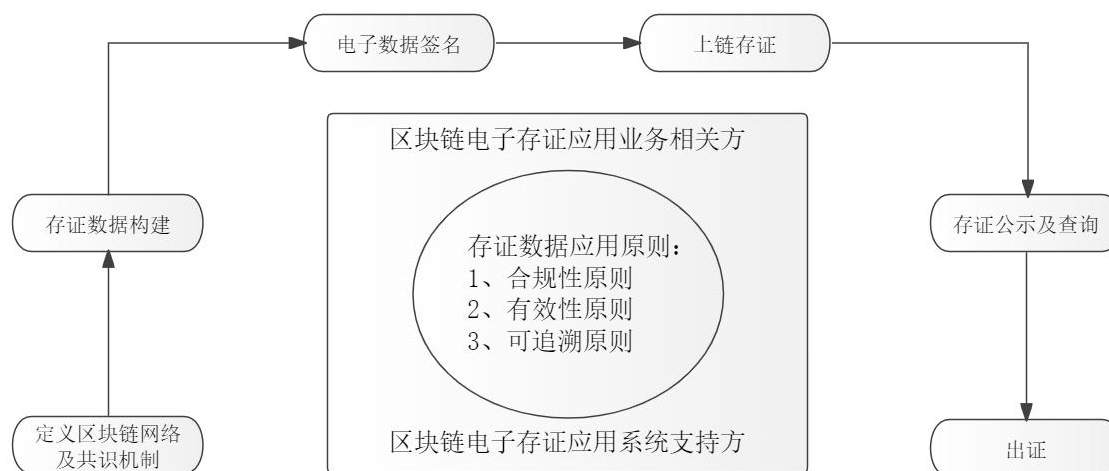 电子数据签名
上链存证
区块链电子存证应用业务相关方
存证数据构建
存证公示及查询
存证数据应用原则：
1、合规性原则
2、有效性原则
3、可追溯原则
定义区块链网络
及共识机制
区块链电子存证应用系统支持方
出证